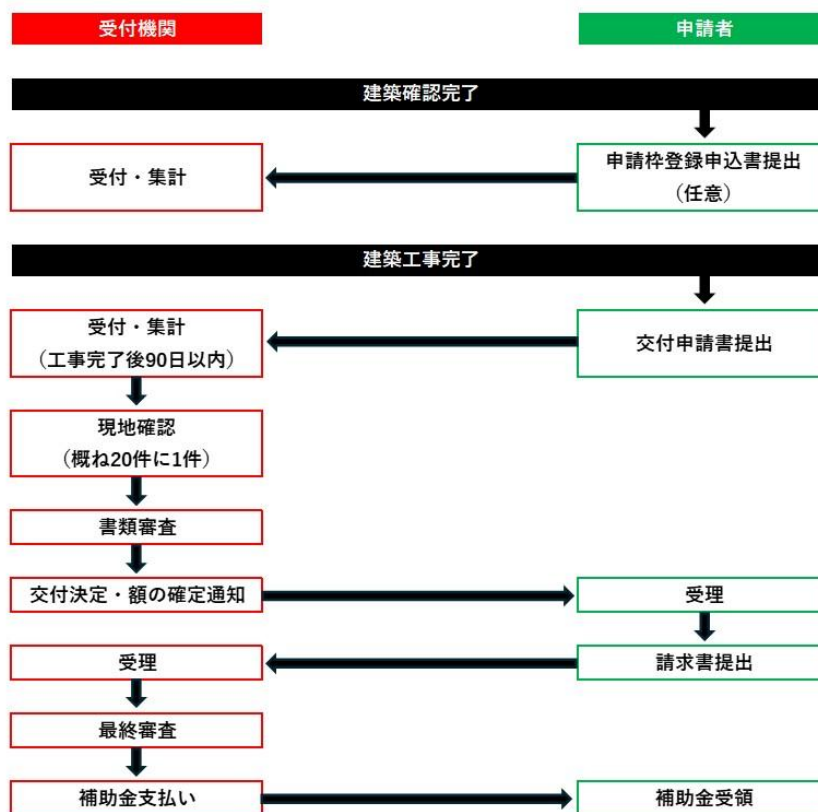 受付機関
申請者
建築確認完了
受付・集計
申請枠登録申込書提出
（任意）
建築工事完了
受付・集計
（工事完了後90日以内）
交付申請書提出
現地確認
（概ね20件に1件）
書類審査
交付決定・額の確定通知
受理
受理
請求書提出
最終審査
補助金支払い
補助金受領